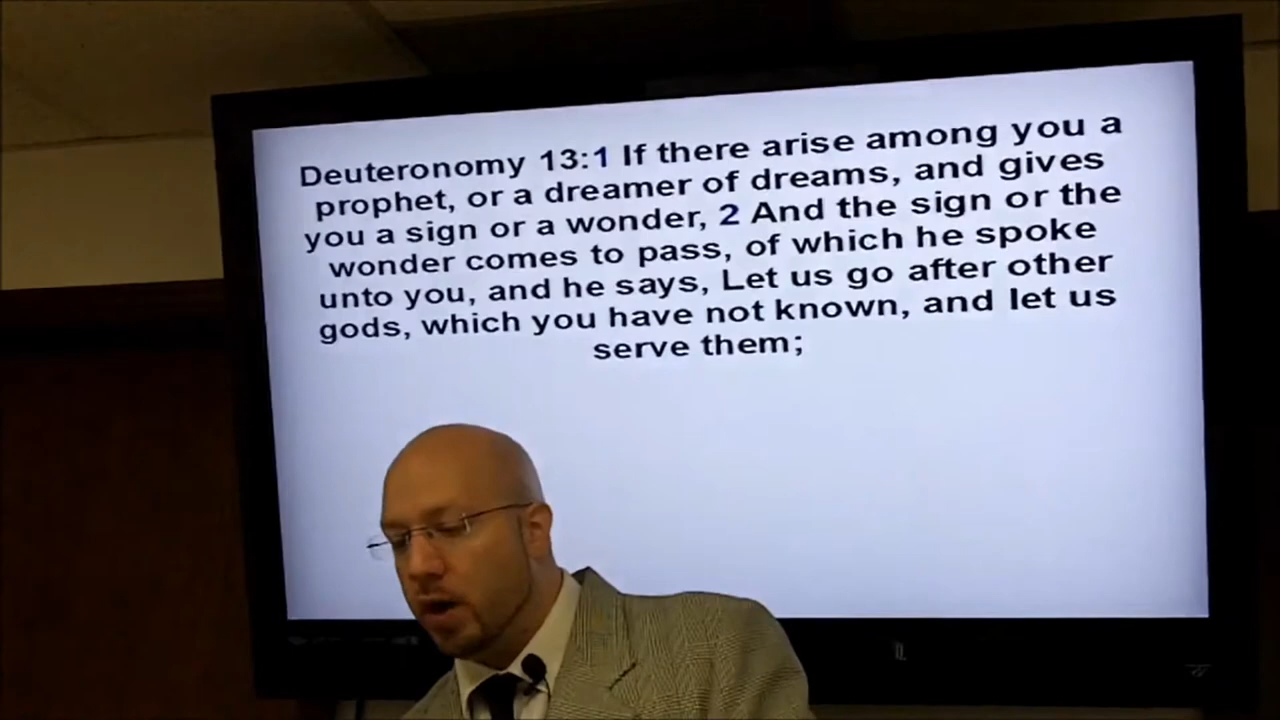 Deuteronomy 13:1 If there arise among you a
prophet, or a dreamer of dreams, and gives
you a sign or a wonder, 2 And the sign or the
wonder comes to pass, of which he spoke
unto you, and he says, Let us go after other
gods, which you have not known, and let us
serve them;